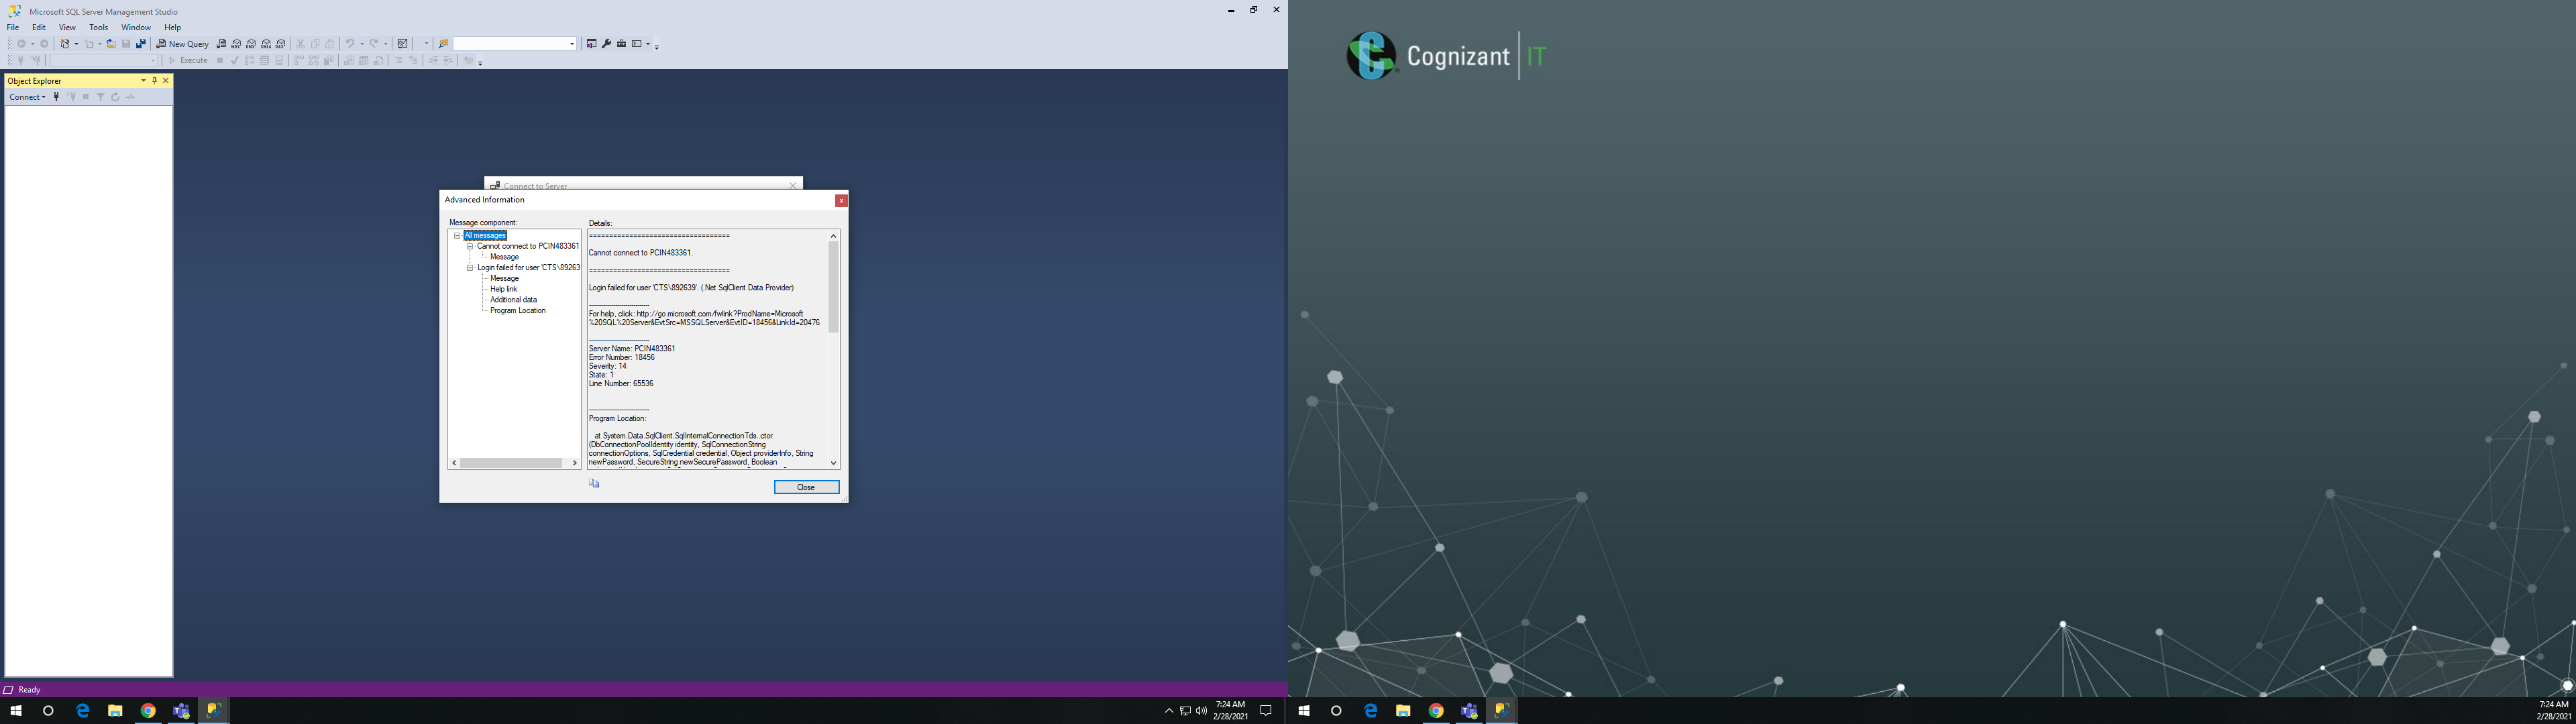 Microsoft SQL Server Management Studio
File Edit View Tools Window Help
New Query
Execute
Object Explorer
Connect
Connect to Server
Advanced Information
Message component:
All messages
Cannot connect to PCIN483361
Message
Login failed for user 'CTS\89263
Message
Help link
Additional data
Program Location
Details:
===================================
Cannot connect to PCIN483361.
===================================
Login failed for user 'CTS\892639'. (.Net SqlClient Data Provider)
------------------------------
For help, click: http://go.microsoft.com/fwlink?ProdName=Microsoft
%20SQL%20Server&EvtSrc=MSSQLServer&EvtID=18456&LinkId=20476
------------------------------
Server Name: PCIN483361
Error Number: 18456
Severity: 14
State: 1
Line Number: 65536
------------------------------
Program Location:
at System.Data.SqlClient.SqlInternalConnectionTds..ctor
(DbConnectionPoolIdentity identity, SqlConnectionString
connectionOptions, SqlCredential credential, Object providerInfo, String
newPassword, SecureString newSecurePassword, Boolean
Close
Ready
7:24 AM
2/28/2021
Cognizant IT
7:24 AM
2/28/2021